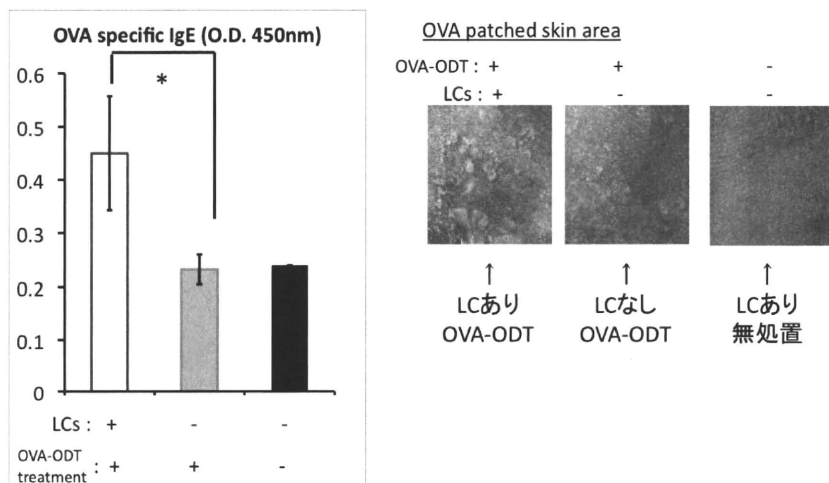 OVA specific IgE (O.D. 450nm)
*
0.6
0.5
0.4
0.3
0.2
0.1
0
LCs : + - -
OVA-ODT
treatment : + + -
OVA patched skin area
OVA-ODT : + + -
LCs : + - -
↑ ↑ ↑
LCあり LCなし LCあり
OVA-ODT OVA-ODT 無処置